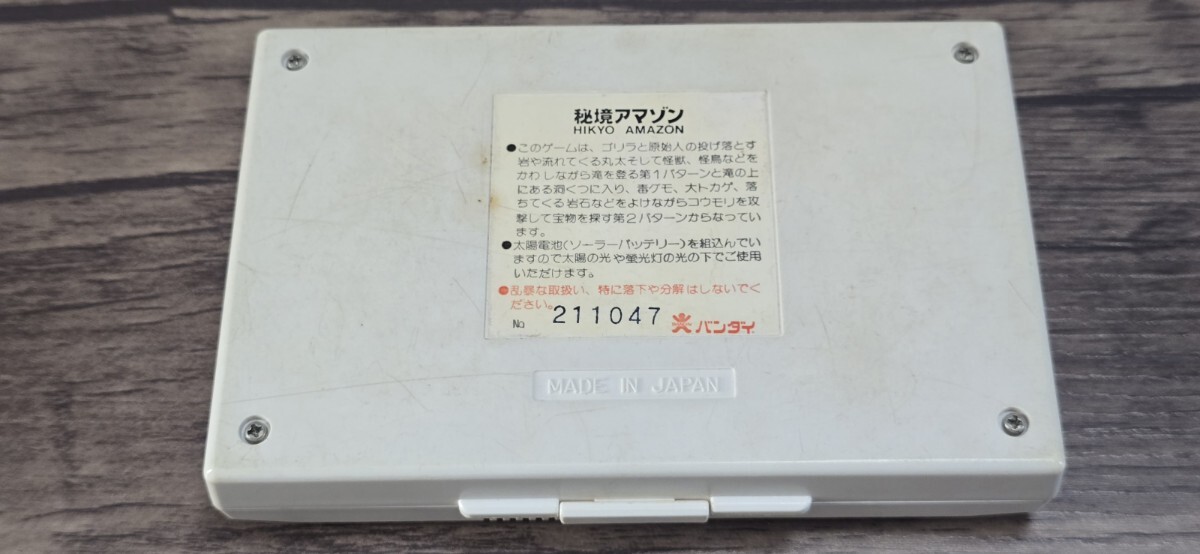 秘境アマゾン
HIKYO AMAZON
●このゲームは、ゴリラと原始人の投げ落とす
岩や流れてくる丸太そして怪獣、怪鳥などを
かわしながら滝を登る第1パターンと滝の上
にある洞くつに入り、毒グモ、大トカゲ、落
ちてくる岩石などをよけながらコウモリを攻
撃して宝物を探す第2パターンからなってい
ます。
●太陽電池(ソーラーバッテリー)を組込んでい
ますので太陽の光や螢光灯の光の下でご使用
いただけます。
●乱暴な取扱い、特に落下や分解はしないでく
ださい。
No 211047 バンダイ
MADE IN JAPAN